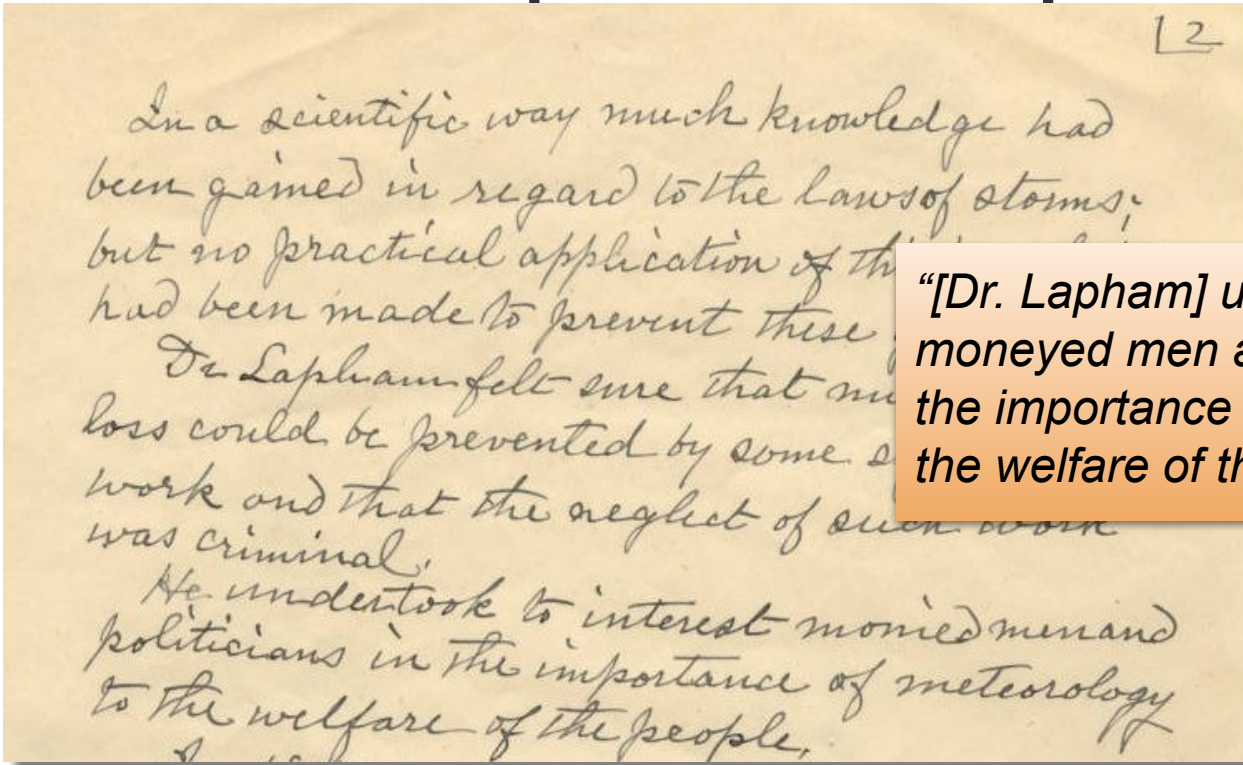 2
In a scientific way much knowledge had
been gained in regard to the laws of storms;
but no practical application of
had been made to prevent these
Dr Lapham felt sure that
loss could be prevented by some
work and that the neglect of such work
was criminal.
He undertook to interest monied men and
politicians in the importance of meteorology
to the welfare of the people.
“[Dr. Lapham]
moneyed men
the importance
the welfare of